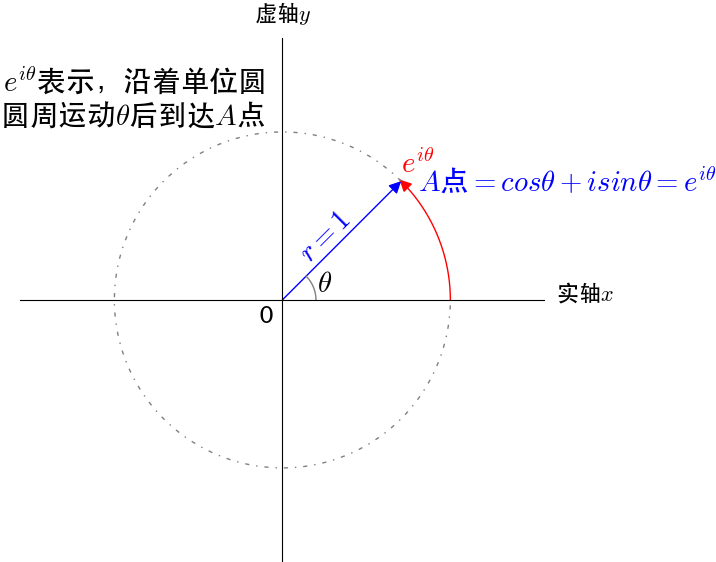 虚轴y
e^{iθ}表示，沿着单位圆
圆周运动θ后到达A点
e^{iθ}
A点 = cosθ + isinθ = e^{iθ}
r = 1
θ
实轴x
0